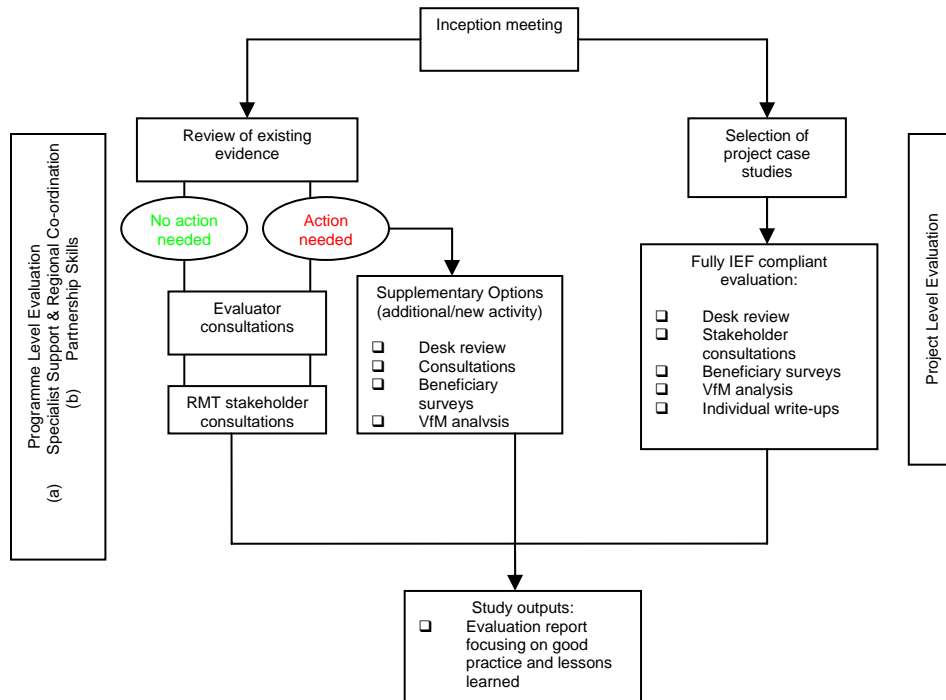 Inception meeting
Review of existing
evidence
Selection of
project case
studies
No action
needed
Action
needed
Evaluator
consultations
RMT stakeholder
consultations
Supplementary Options
(additional/new activity)
❑ Desk review
❑ Consultations
❑ Beneficiary
surveys
❑ VfM analysis
Fully IEF compliant
evaluation:
❑ Desk review
❑ Stakeholder
consultations
❑ Beneficiary surveys
❑ VfM analysis
❑ Individual write-ups
Programme Level Evaluation
(a) Specialist Support & Regional Co-ordination
(b) Partnership Skills
Project Level Evaluation
Study outputs:
❑ Evaluation report
focusing on good
practice and lessons
learned